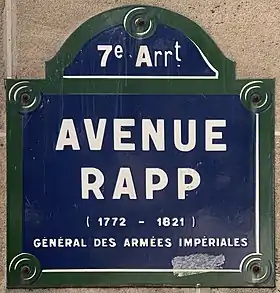 7e Arrt
AVENUE
RAPP
( 1772 - 1821 )
GÉNÉRAL DES ARMÉES IMPÉRIALES